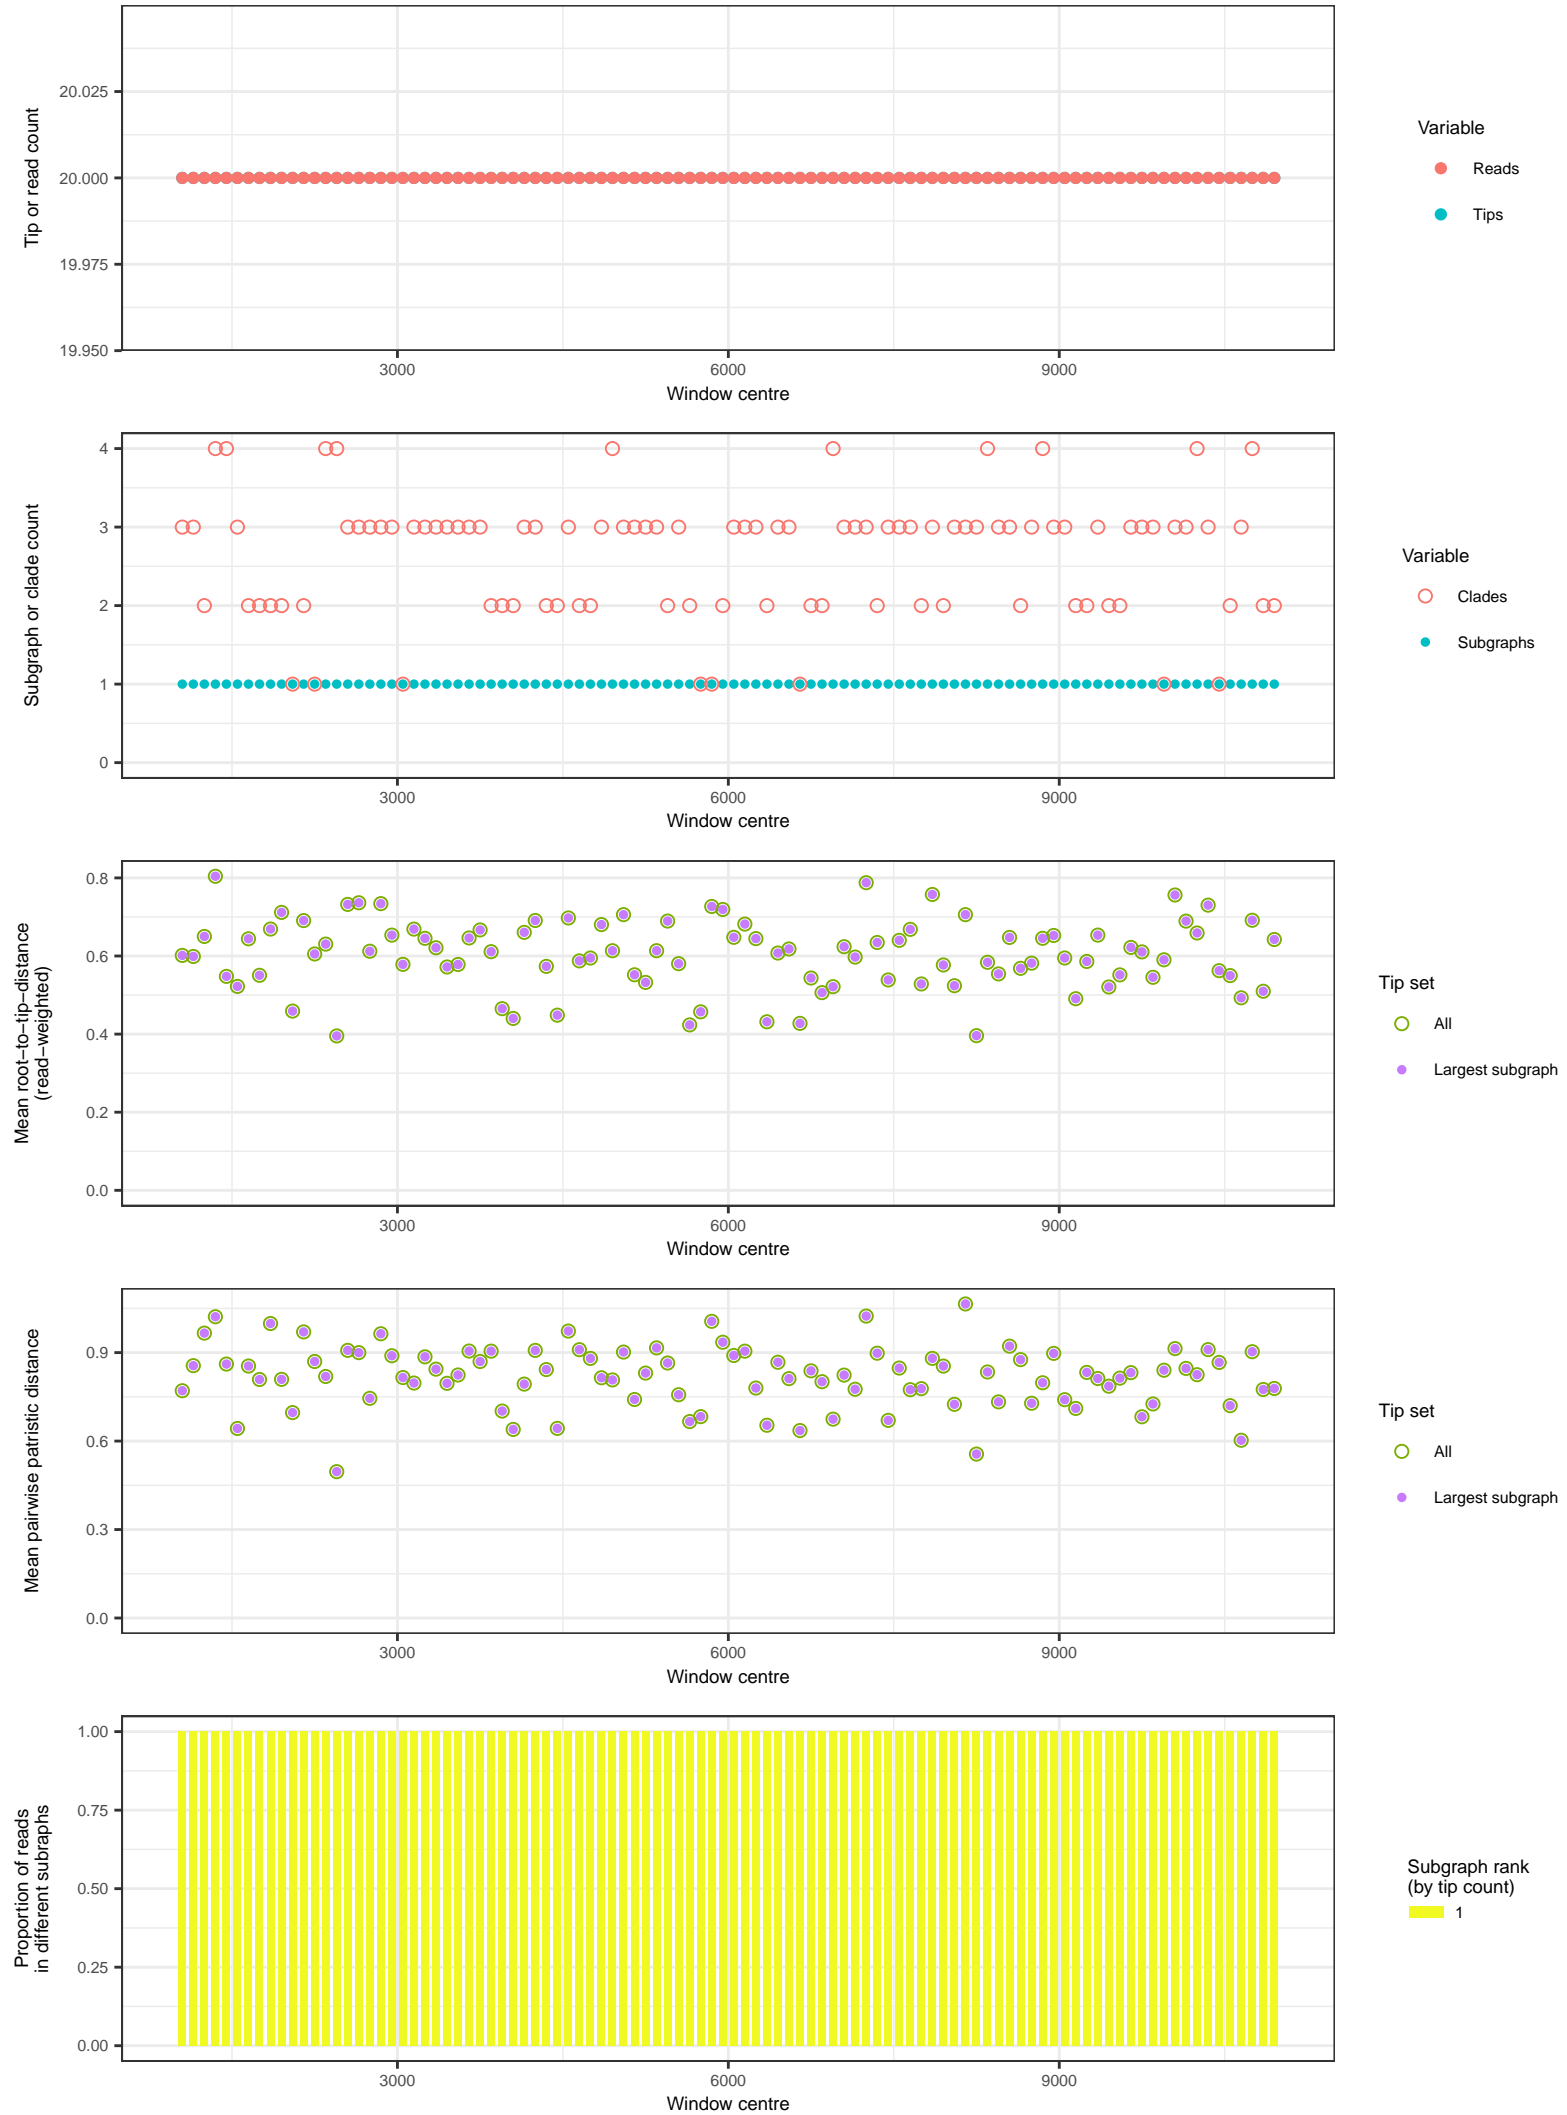 20.025
20.000
19.975
19.950
Tip or read count
3000
6000
9000
Window centre
Variable
Reads
Tips
4
3
2
1
0
Subgraph or clade count
3000
6000
9000
Window centre
Variable
Clades
Subgraphs
0.8
0.6
0.4
0.2
0.0
Mean root−to−tip−distance
(read−weighted)
3000
6000
9000
Window centre
Tip set
All
Largest subgraph
0.9
0.6
0.3
0.0
Mean pairwise patristic distance
3000
6000
9000
Window centre
Tip set
All
Largest subgraph
1.00
0.75
0.50
0.25
0.00
Proportion of reads
in different subraphs
3000
6000
9000
Window centre
Subgraph rank
(by tip count)
1